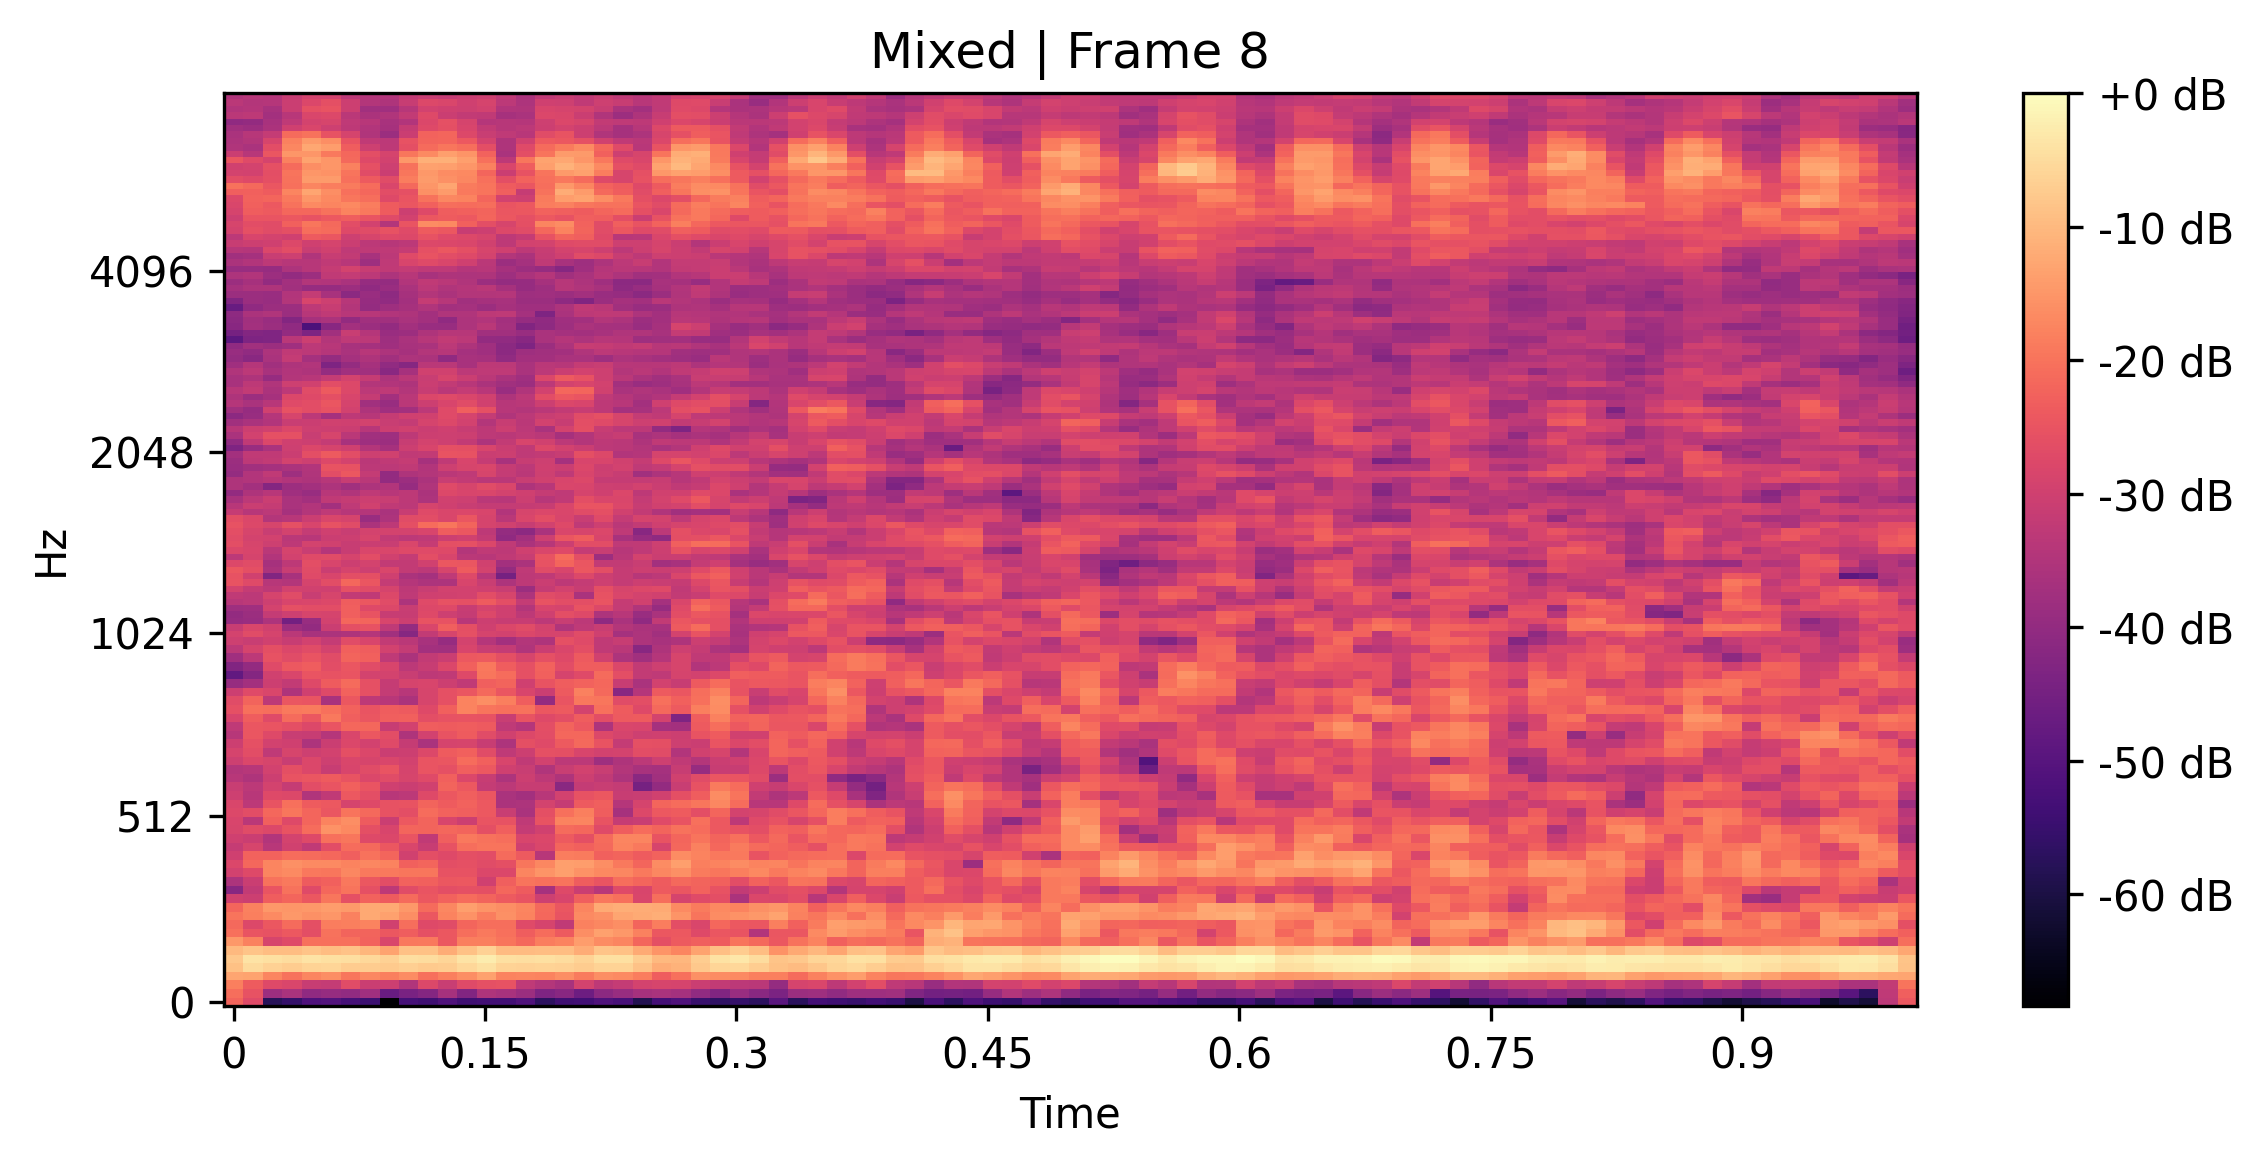 Mixed | Frame 8
Hz
4096
2048
1024
512
0
0 0.15 0.3 0.45 0.6 0.75 0.9
Time
+0 dB
-10 dB
-20 dB
-30 dB
-40 dB
-50 dB
-60 dB